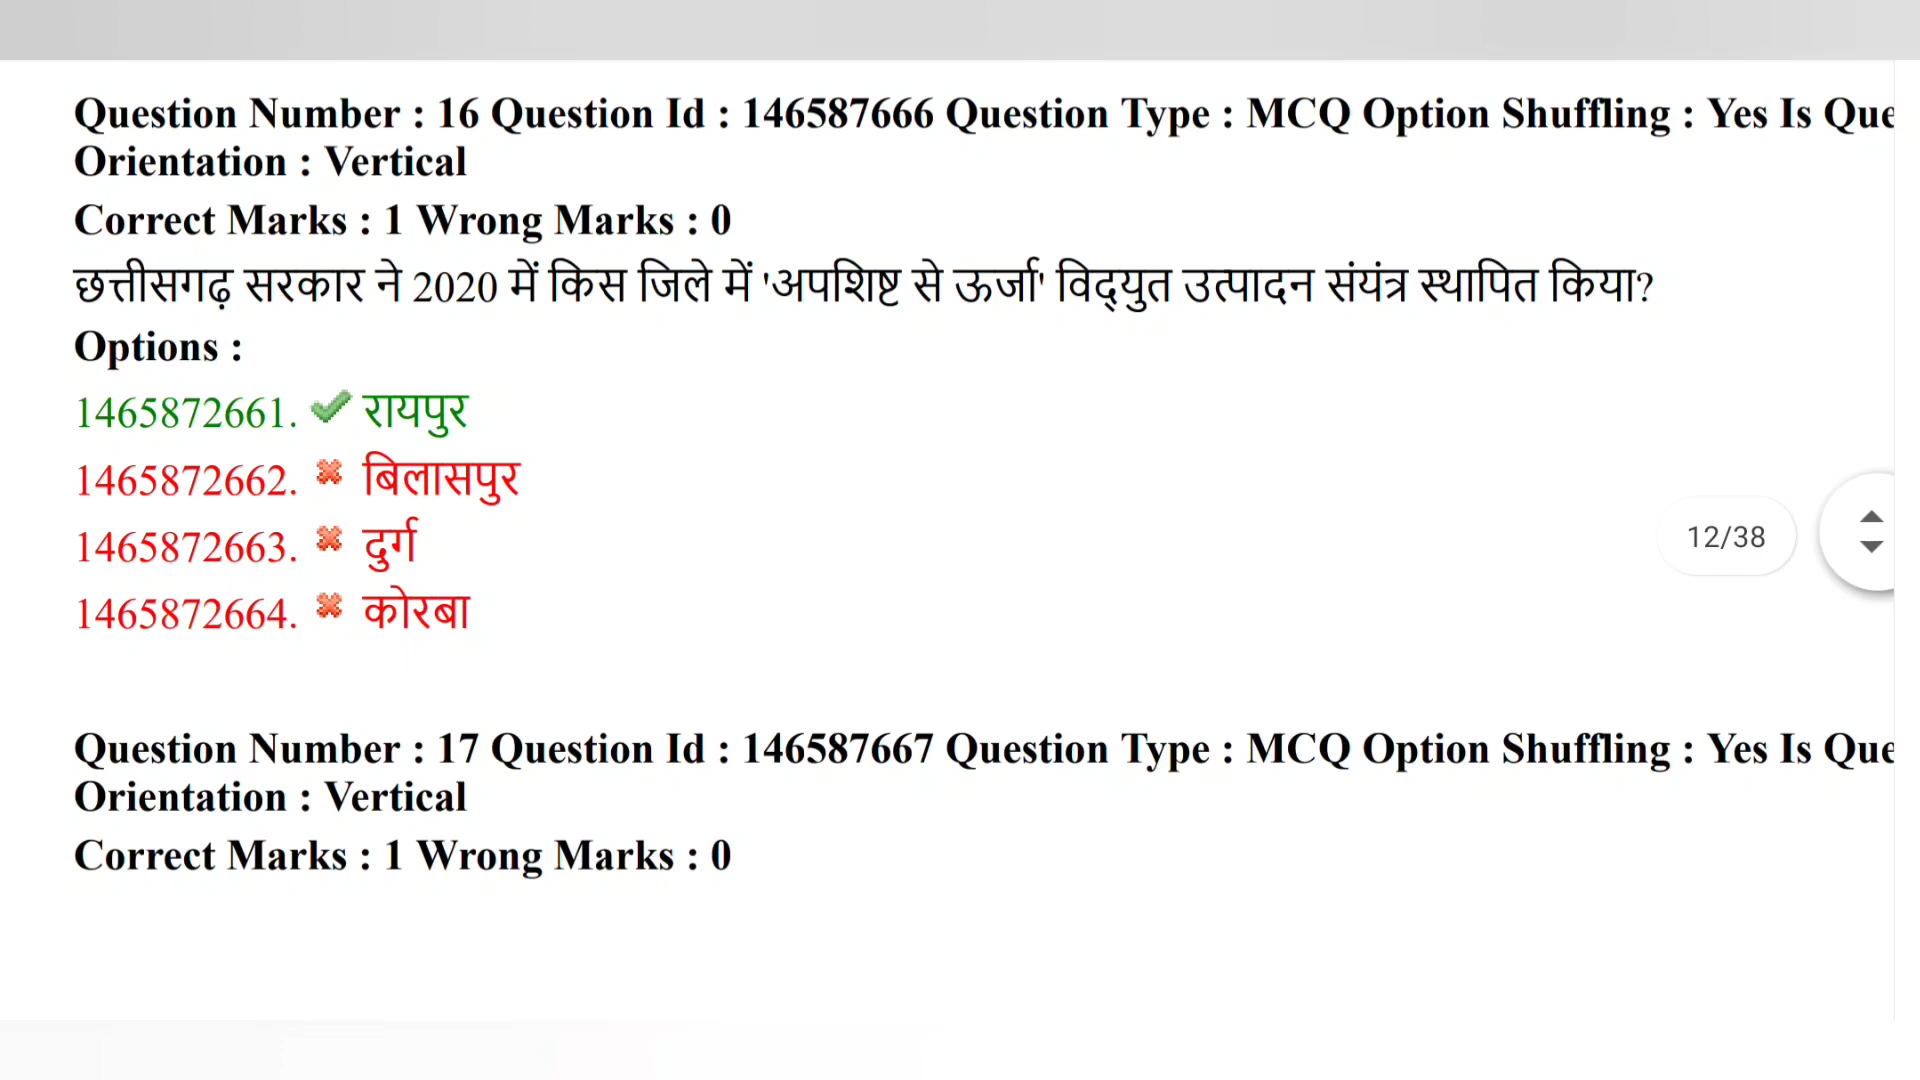 Question Number : 16 Question Id : 146587666 Question Type : MCQ Option Shuffling : Yes Is Que
Orientation : Vertical
Correct Marks : 1 Wrong Marks : 0
छत्तीसगढ़ सरकार ने 2020 में किस जिले में 'अपशिष्ट से ऊर्जा' विद्युत उत्पादन संयंत्र स्थापित किया?
Options :
1465872661. रायपुर
1465872662. बिलासपुर
1465872663. दुर्ग
1465872664. कोरबा
12/38
Question Number : 17 Question Id : 146587667 Question Type : MCQ Option Shuffling : Yes Is Que
Orientation : Vertical
Correct Marks : 1 Wrong Marks : 0